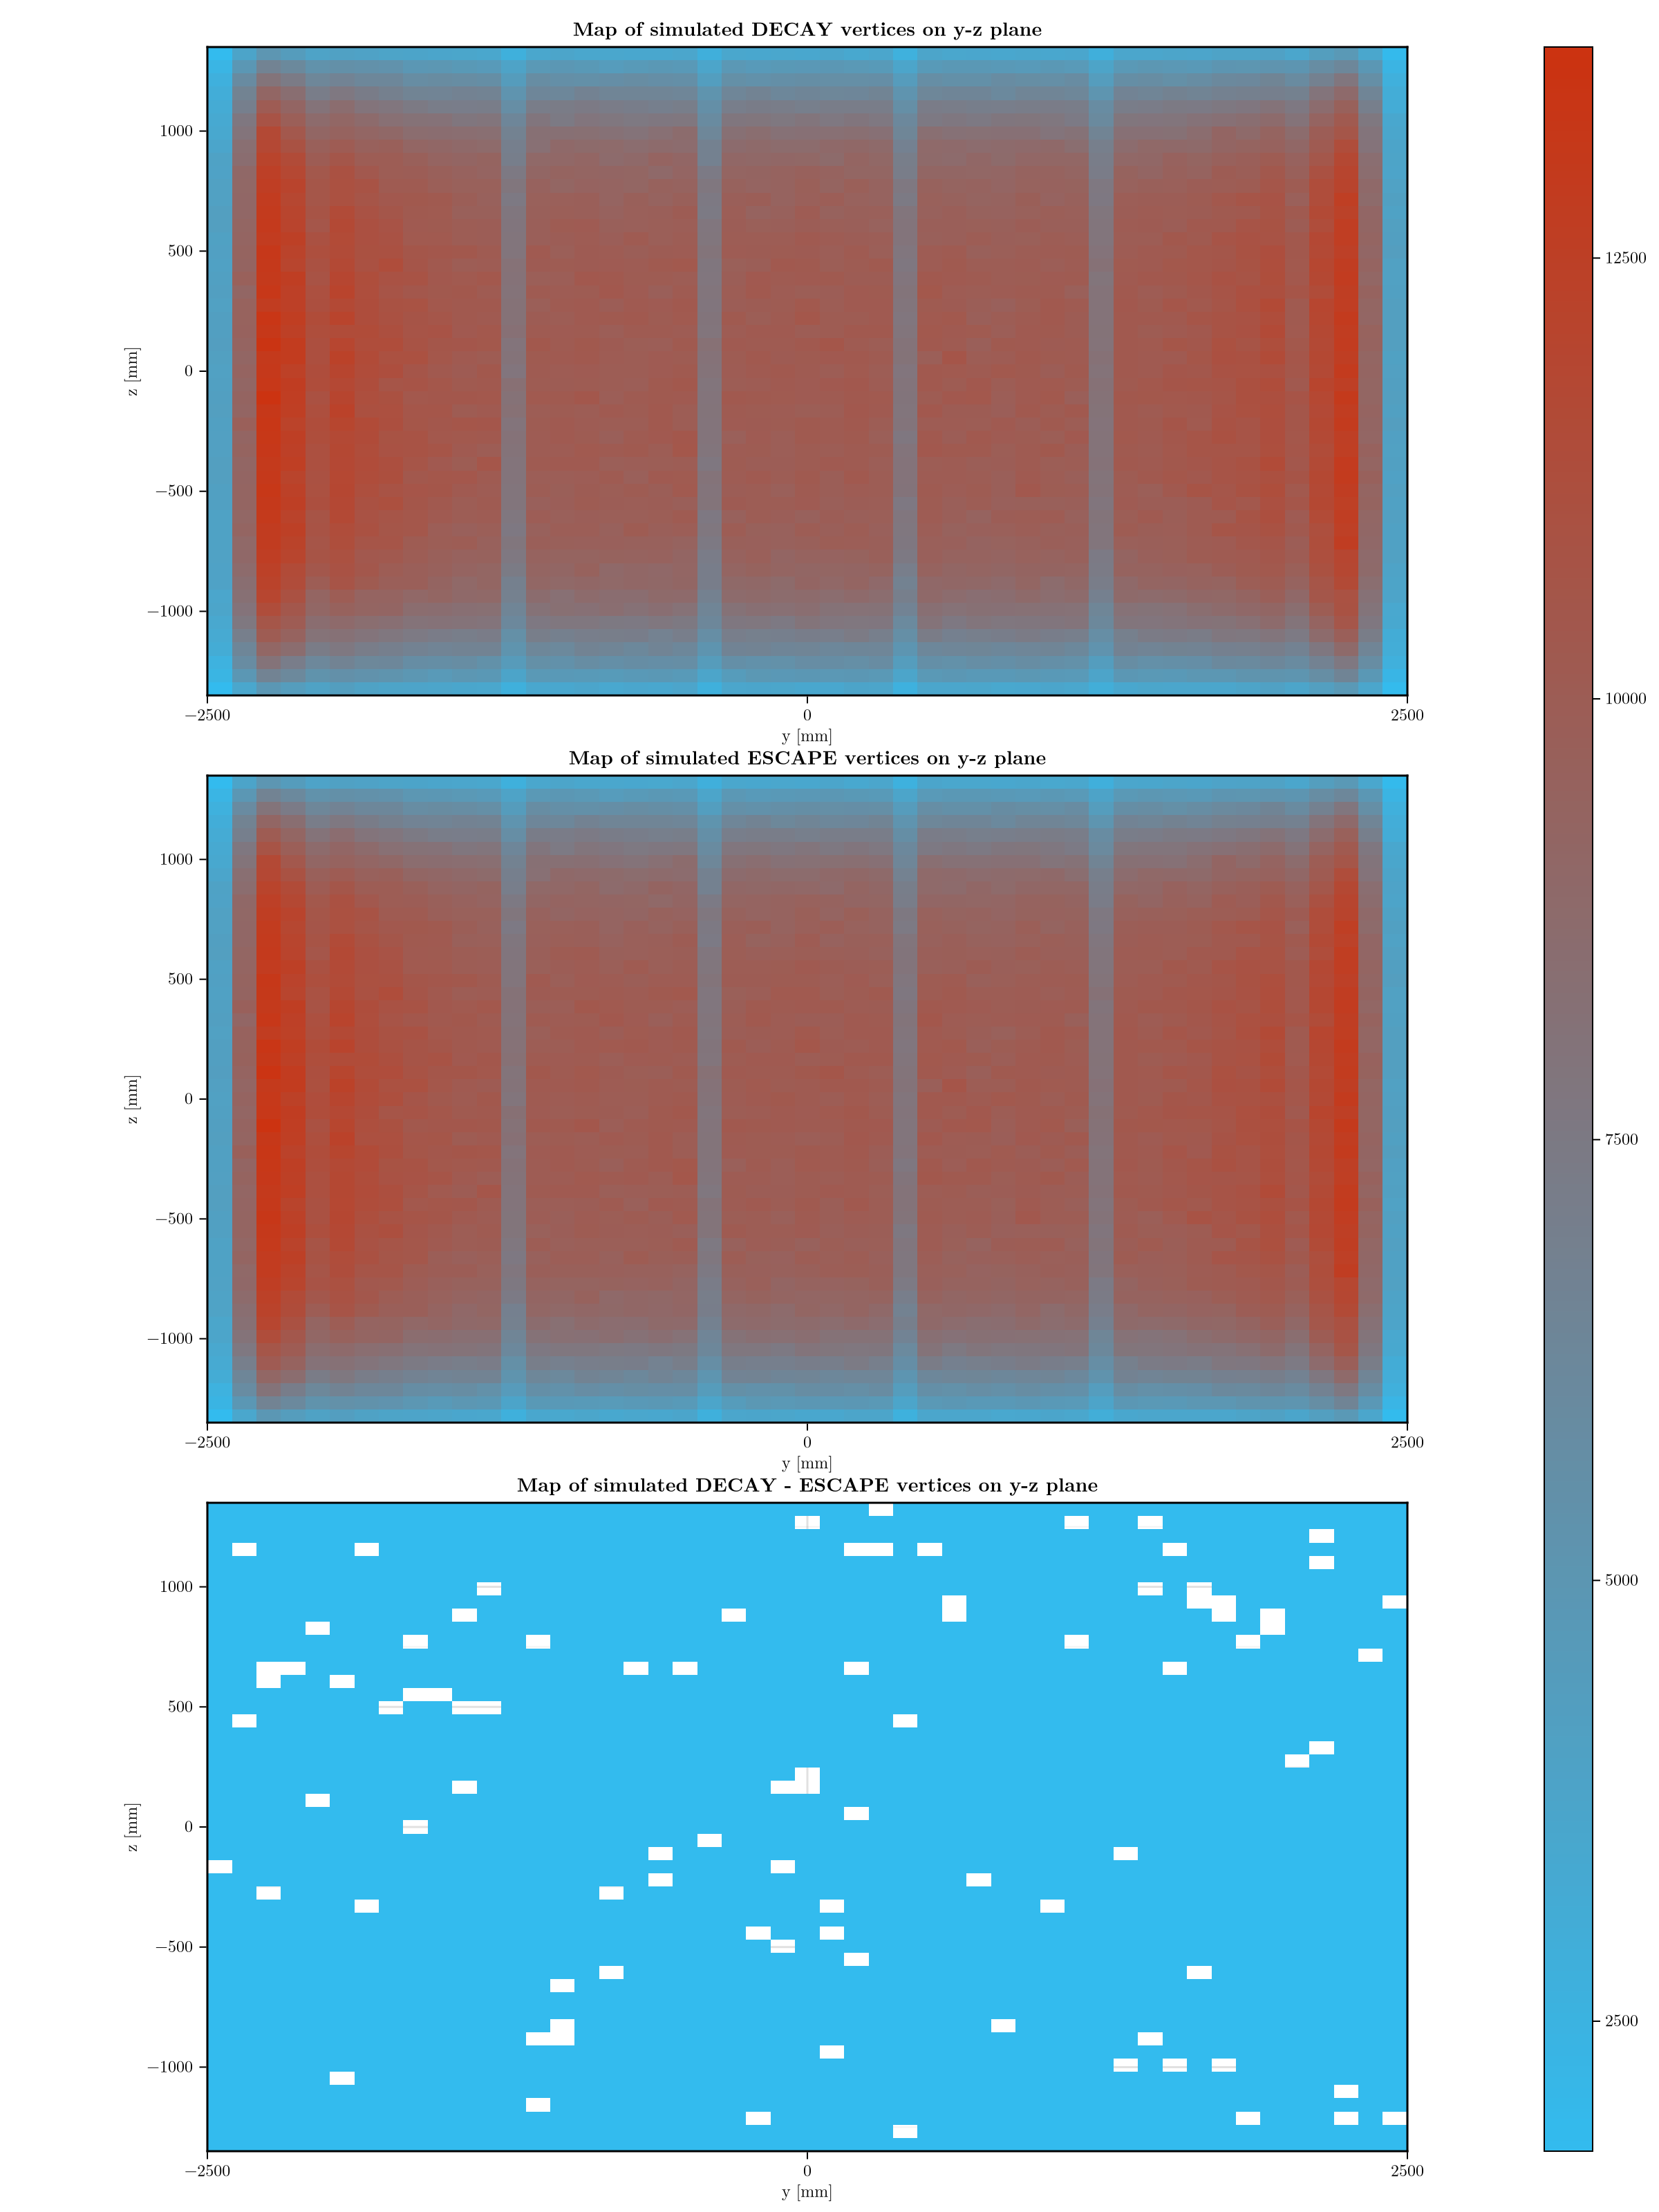 Map of simulated DECAY vertices on y-z plane
z [mm]
1000
500
0
−500
−1000
−2500 0 2500
y [mm]
Map of simulated ESCAPE vertices on y-z plane
z [mm]
1000
500
0
−500
−1000
−2500 0 2500
y [mm]
Map of simulated DECAY - ESCAPE vertices on y-z plane
z [mm]
1000
500
0
−500
−1000
−2500 0 2500
y [mm]
12500
10000
7500
5000
2500